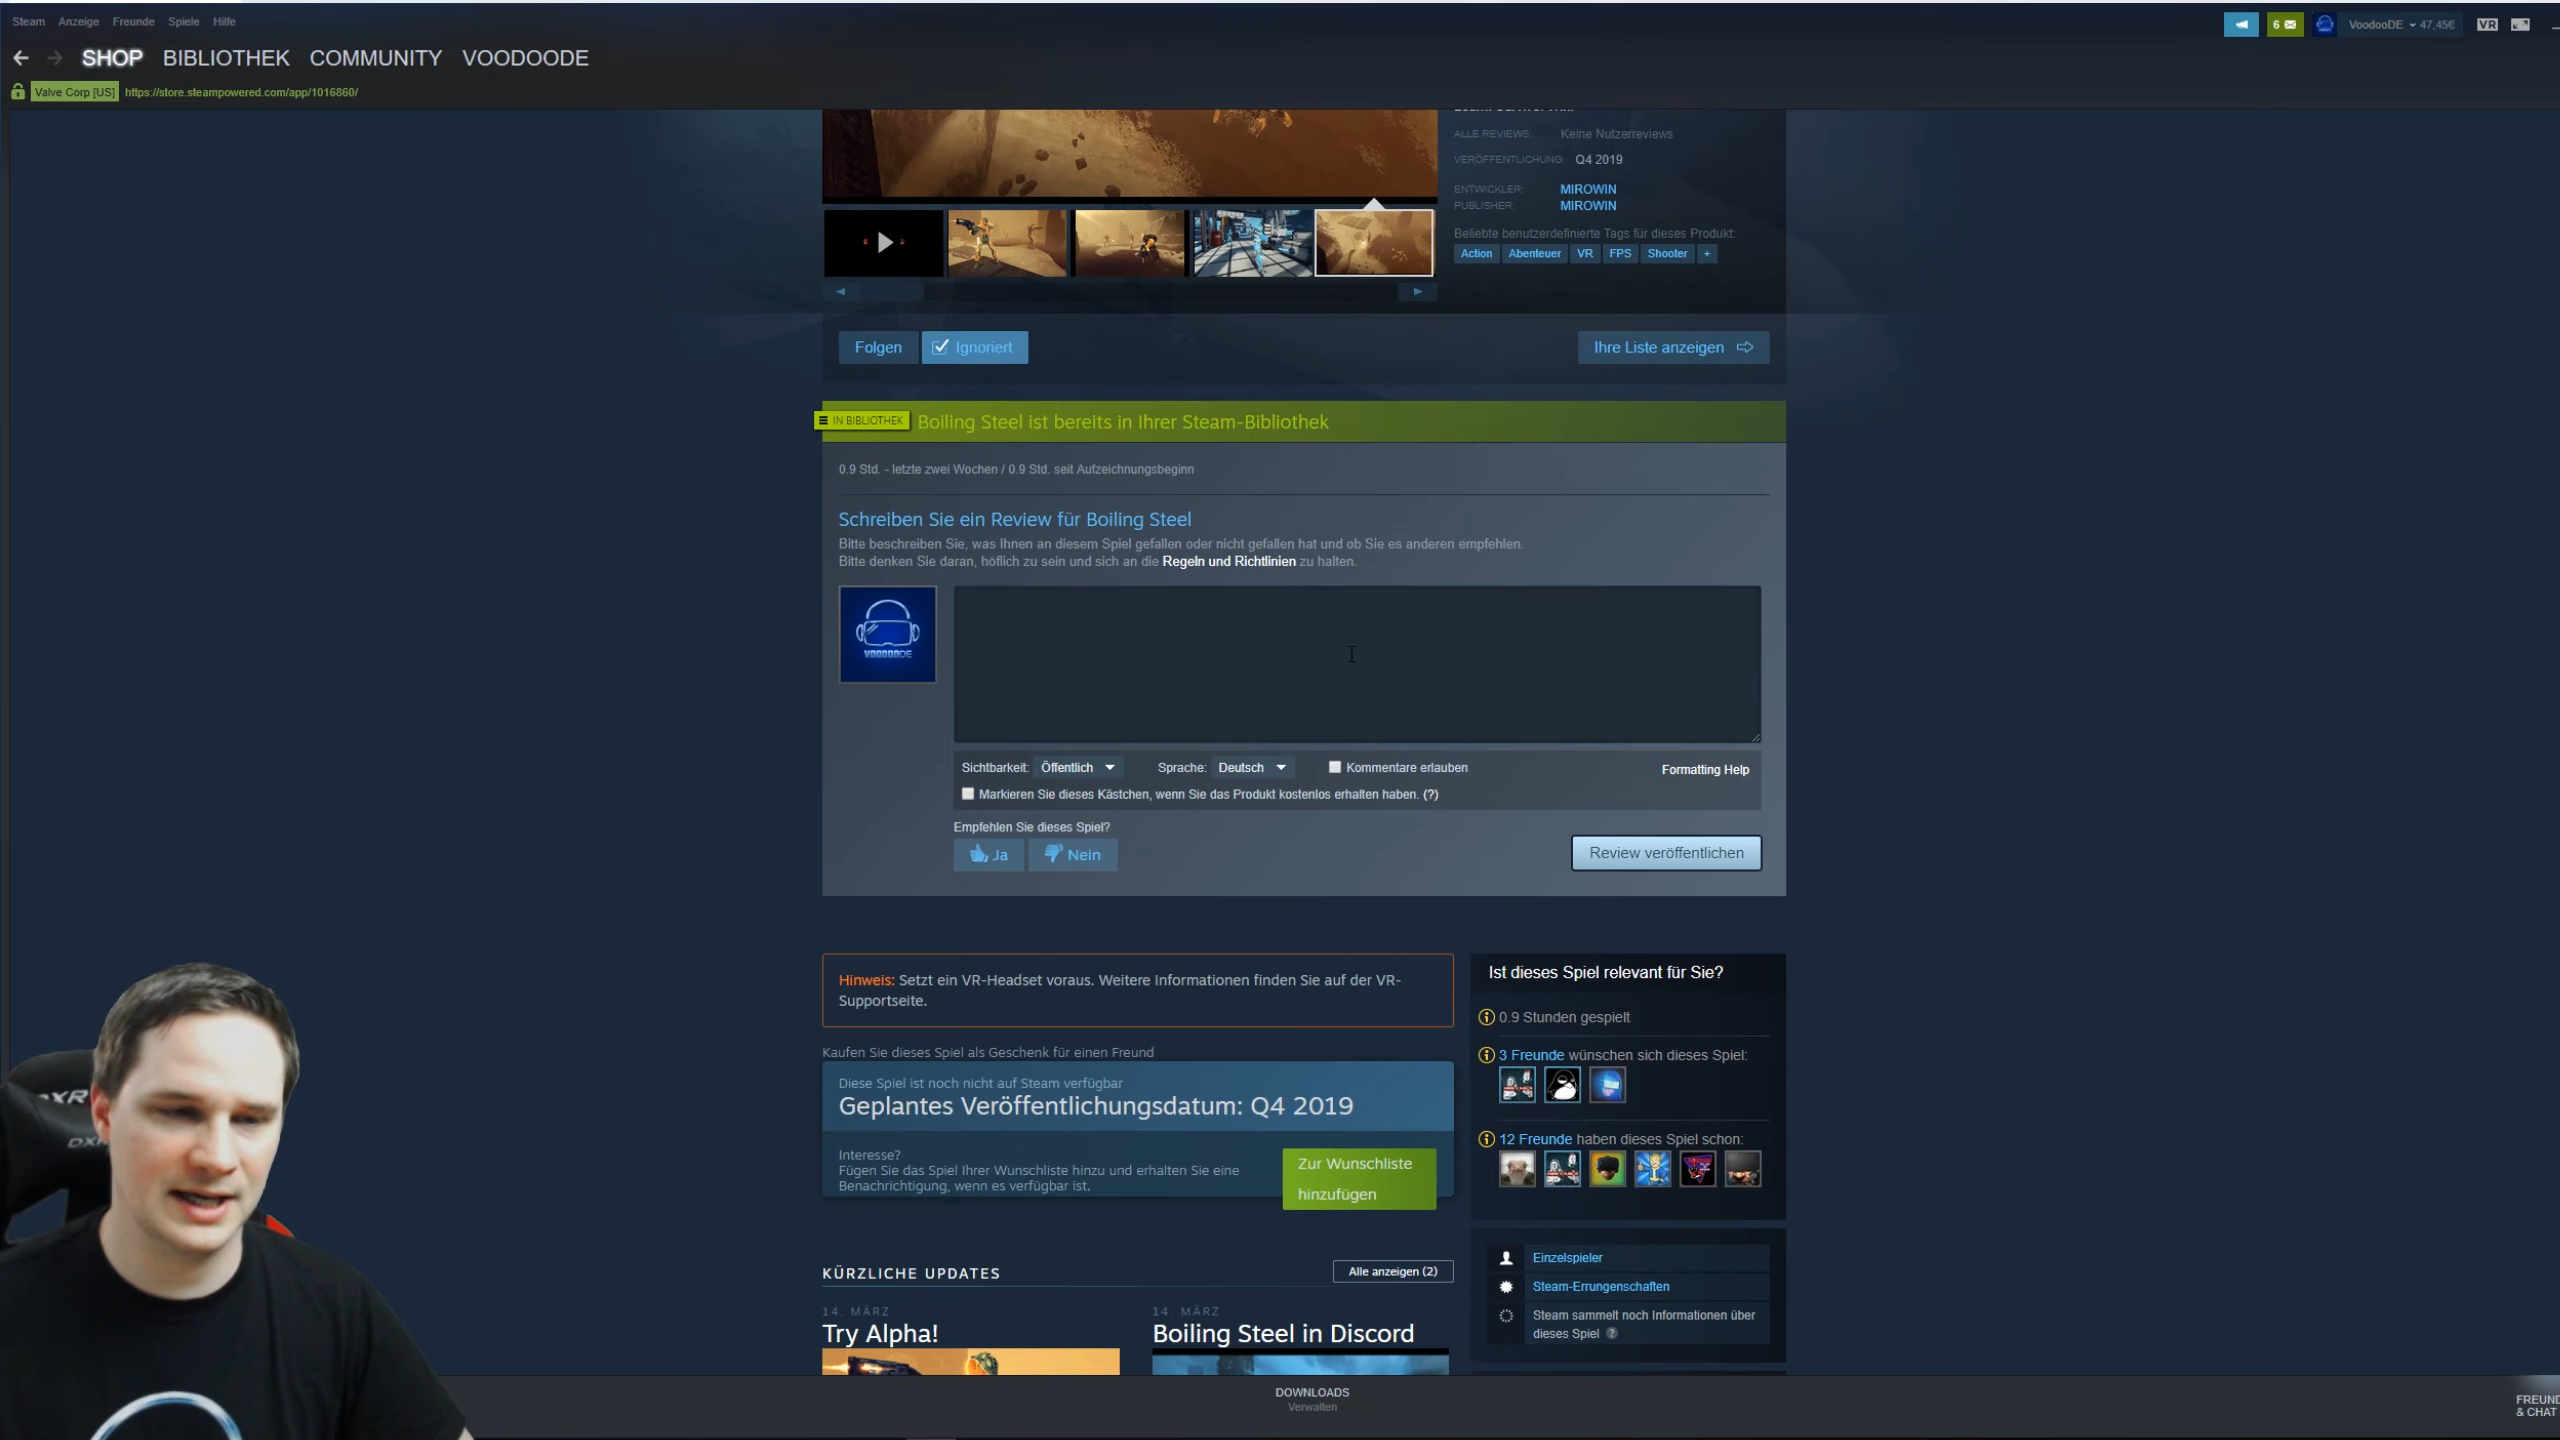 Steam Anzeige Freunde Spiele Hilfe
6 VoodooDE 47,45€ VR
SHOP BIBLIOTHEK COMMUNITY VOODOODE
Valve Corp [US] https://store.steampowered.com/app/1016860/
ALLE REVIEWS: Keine Nutzerreviews
VERÖFFENTLICHUNG: Q4 2019
ENTWICKLER: MIROWIN
PUBLISHER: MIROWIN
Beliebte benutzerdefinierte Tags für dieses Produkt:
Action Abenteuer VR FPS Shooter +
Folgen Ignoriert Ihre Liste anzeigen
IN BIBLIOTHEK Boiling Steel ist bereits in Ihrer Steam-Bibliothek
0.9 Std. - letzte zwei Wochen / 0.9 Std. seit Aufzeichnungsbeginn
Schreiben Sie ein Review für Boiling Steel
Bitte beschreiben Sie, was Ihnen an diesem Spiel gefallen oder nicht gefallen hat und ob Sie es anderen empfehlen.
Bitte denken Sie daran, höflich zu sein und sich an die Regeln und Richtlinien zu halten.
VOODOODE
Sichtbarkeit: Öffentlich Sprache: Deutsch Kommentare erlauben Formatting Help
Markieren Sie dieses Kästchen, wenn Sie das Produkt kostenlos erhalten haben. (?)
Empfehlen Sie dieses Spiel?
Ja Nein Review veröffentlichen
Hinweis: Setzt ein VR-Headset voraus. Weitere Informationen finden Sie auf der VR-
Supportseite.
Kaufen Sie dieses Spiel als Geschenk für einen Freund
Diese Spiel ist noch nicht auf Steam verfügbar
Geplantes Veröffentlichungsdatum: Q4 2019
Interesse?
Fügen Sie das Spiel Ihrer Wunschliste hinzu und erhalten Sie eine
Benachrichtigung, wenn es verfügbar ist.
Zur Wunschliste
hinzufügen
Ist dieses Spiel relevant für Sie?
0.9 Stunden gespielt
3 Freunde wünschen sich dieses Spiel:
12 Freunde haben dieses Spiel schon:
Einzelspieler
Steam-Errungenschaften
Steam sammelt noch Informationen über
dieses Spiel ?
KÜRZLICHE UPDATES Alle anzeigen (2)
14. MÄRZ 14. MÄRZ
Try Alpha! Boiling Steel in Discord
DOWNLOADS
Verwalten
FREUND
& CHAT